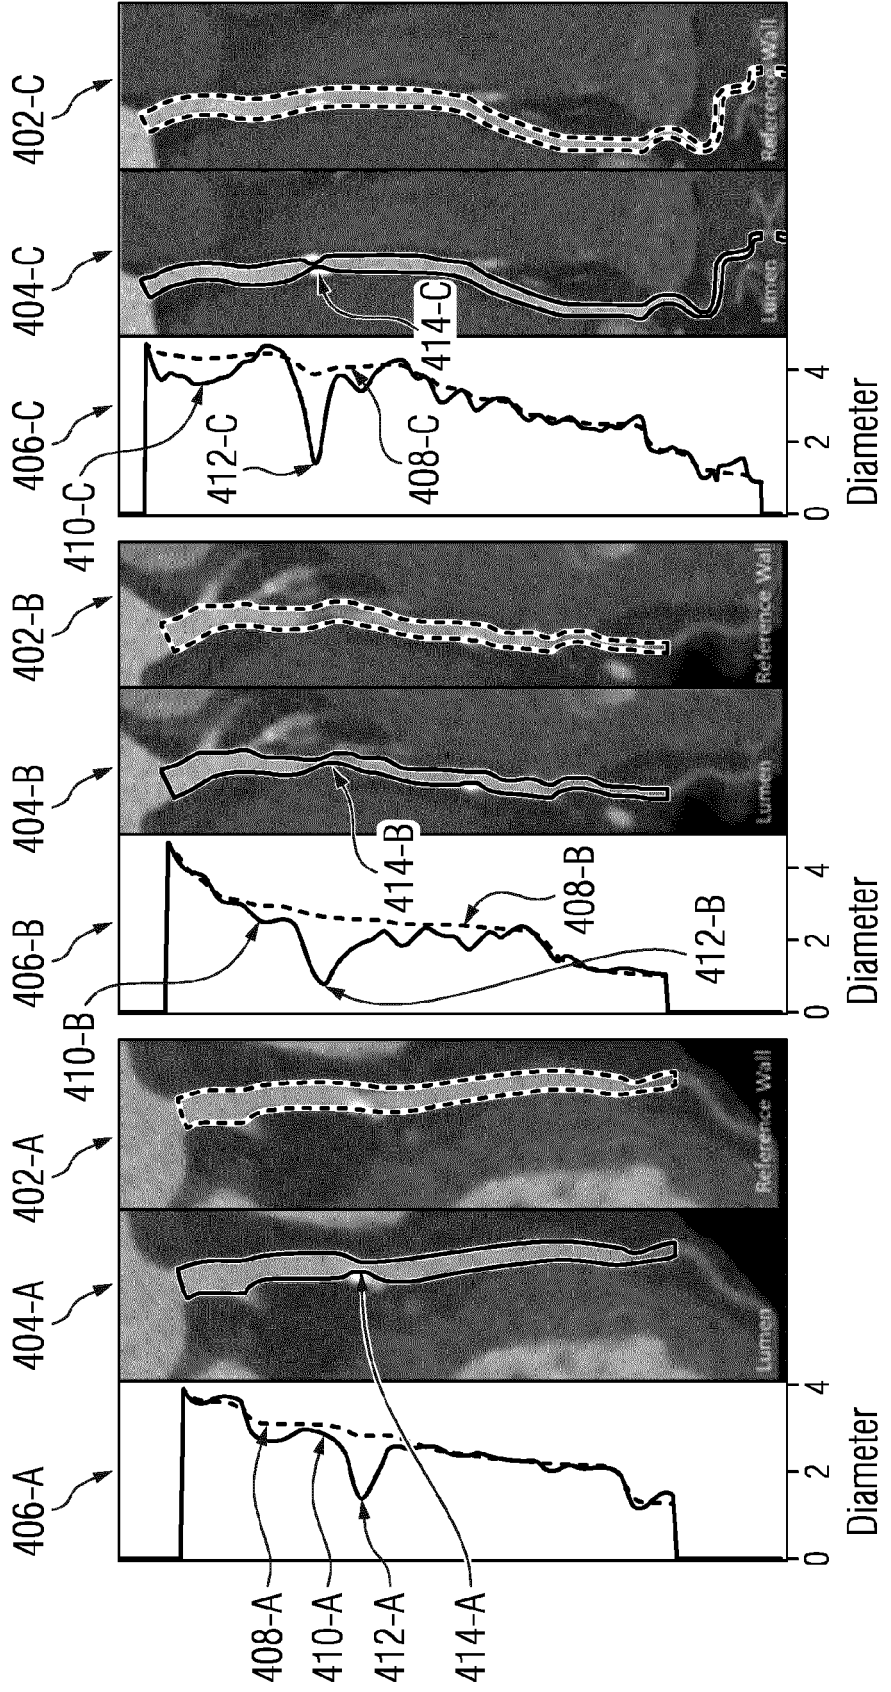 406-A
404-A
402-A
406-B
404-B
402-B
406-C
404-C
402-C
408-A
410-A
412-A
414-A
410-B
414-B
408-B
412-B
410-C
412-C
408-C
414-C
Lumen
Reference Wall
Lumen
Reference Wall
Lumen
Reference Wall
0 2 4
Diameter
0 2 4
Diameter
0 2 4
Diameter